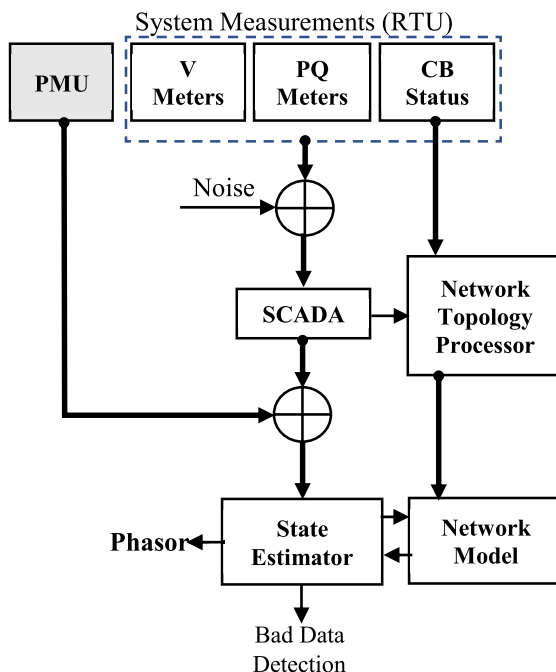 System Measurements (RTU)
PMU
V
Meters
PQ
Meters
CB
Status
Noise
SCADA
Network
Topology
Processor
Phasor
State
Estimator
Network
Model
Bad Data
Detection